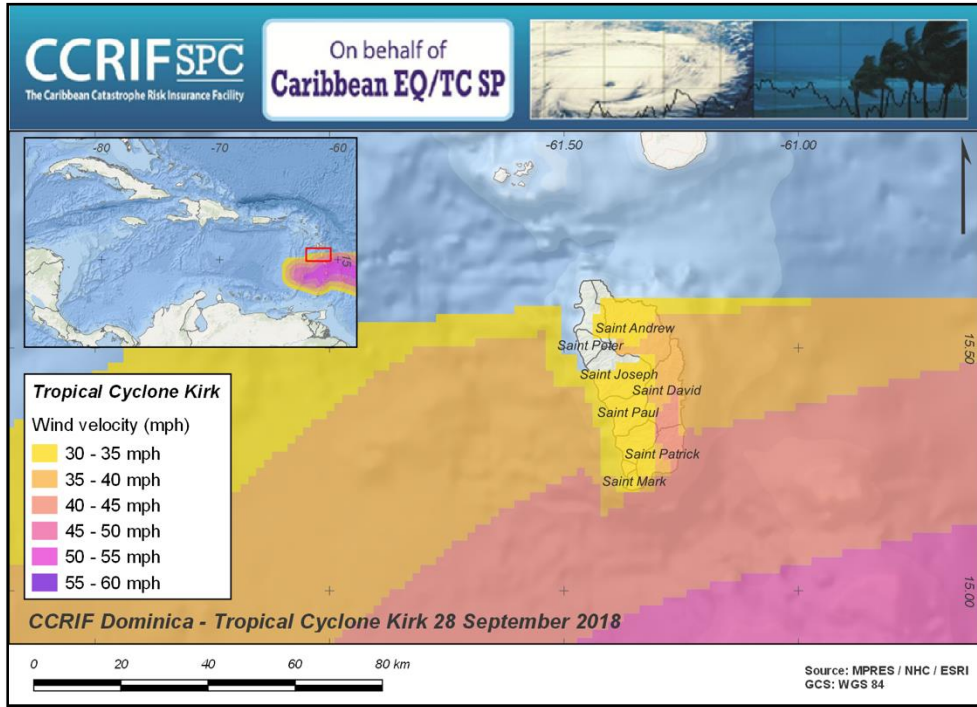 CCRIF SPC
The Caribbean Catastrophe Risk Insurance Facility
On behalf of
Caribbean EQ/TC SP
-80
-70
-60
15
-61.50
-61.00
15.50
15.00
Saint Andrew
Saint Peter
Saint Joseph
Saint David
Saint Paul
Saint Patrick
Saint Mark
Tropical Cyclone Kirk
Wind velocity (mph)
30 - 35 mph
35 - 40 mph
40 - 45 mph
45 - 50 mph
50 - 55 mph
55 - 60 mph
CCRIF Dominica - Tropical Cyclone Kirk 28 September 2018
0 20 40 60 80 km
Source: MPRES / NHC / ESRI
GCS: WGS 84